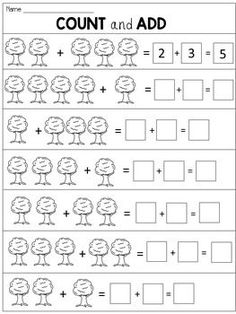 Name
COUNT and ADD
+ = 2 + 3 = 5
+ = + =
+ = + =
+ = + =
+ = + =
+ = + =
+ = + =